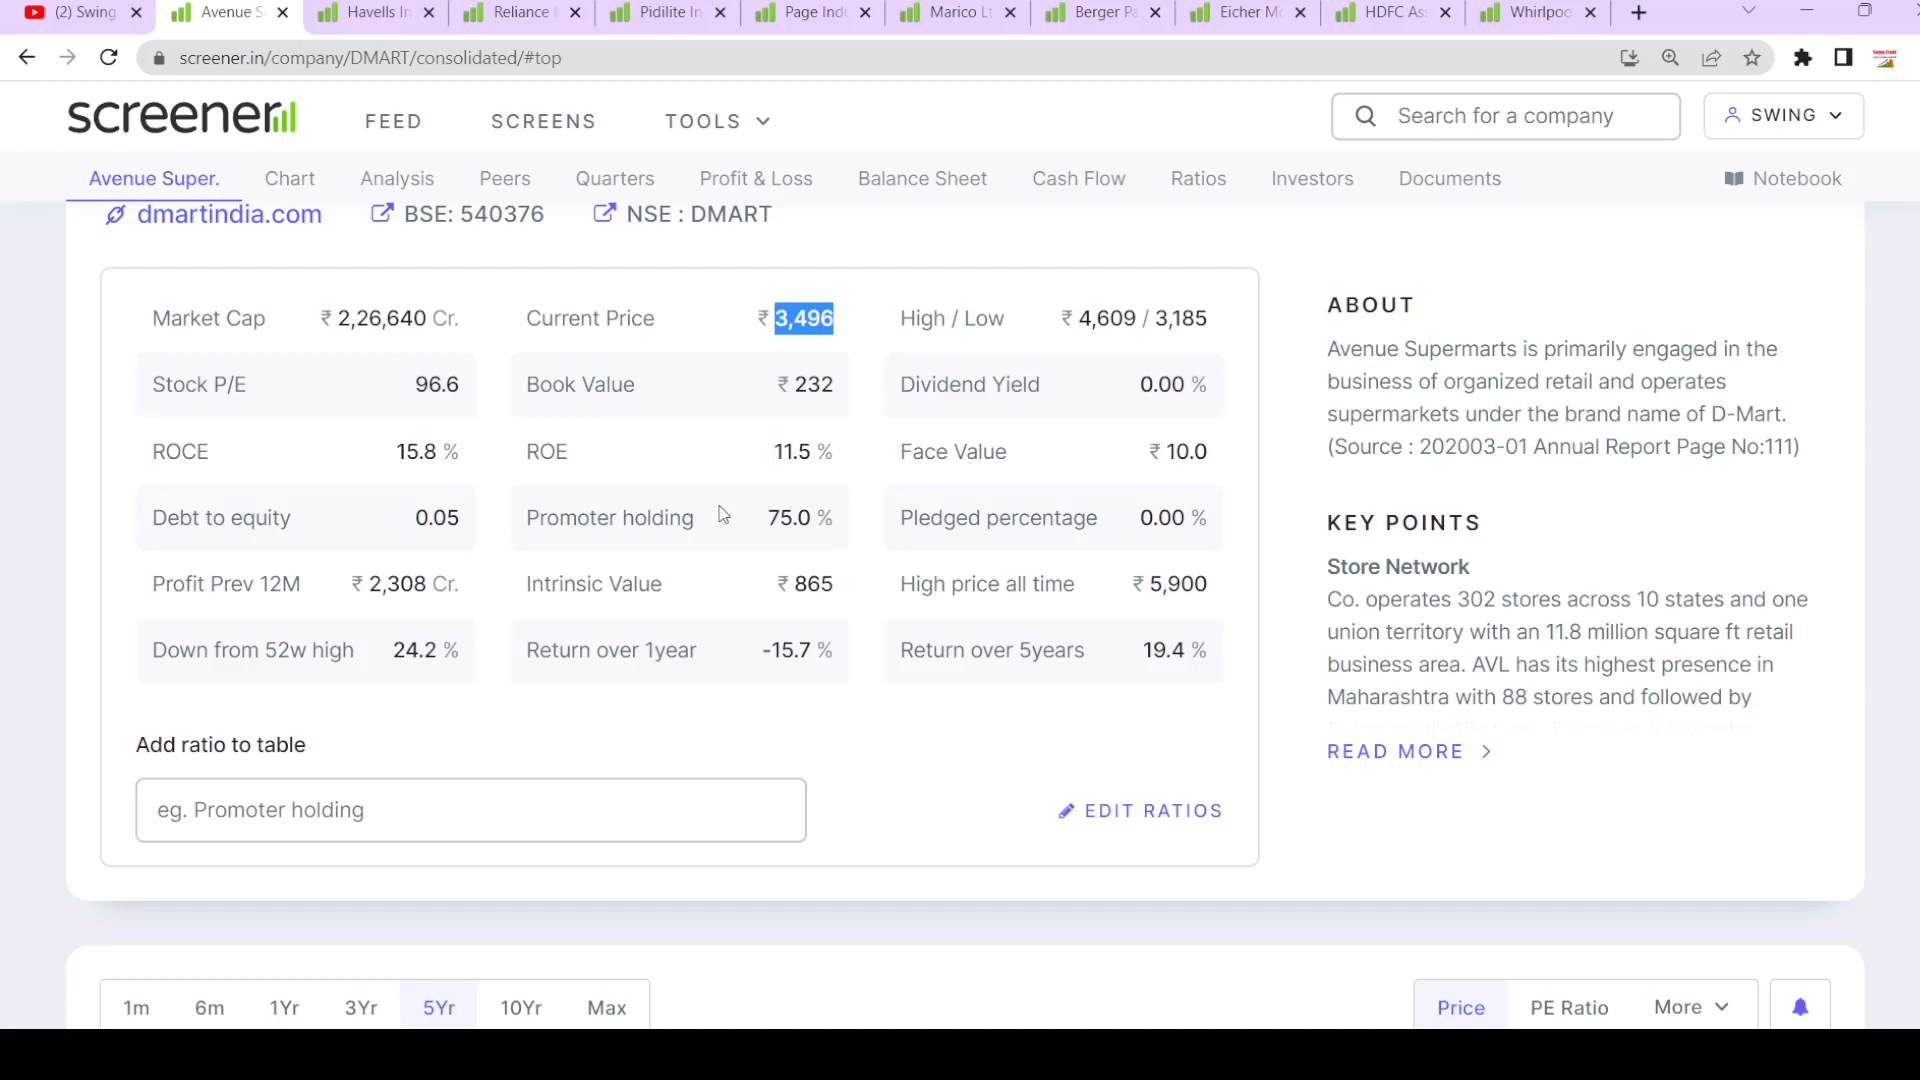 (2) Swing
Avenue S
Havells In
Reliance I
Pidilite In
Page Indu
Marico Lt
Berger Pa
Eicher Mo
HDFC Ass
Whirlpoo
screener.in/company/DMART/consolidated/#top
screener
FEED
SCREENS
TOOLS
Search for a company
SWING
Avenue Super.
Chart
Analysis
Peers
Quarters
Profit & Loss
Balance Sheet
Cash Flow
Ratios
Investors
Documents
Notebook
dmartindia.com
BSE: 540376
NSE : DMART
Market Cap ₹ 2,26,640 Cr.
Current Price ₹ 3,496
High / Low ₹ 4,609 / 3,185
Stock P/E 96.6
Book Value ₹ 232
Dividend Yield 0.00 %
ROCE 15.8 %
ROE 11.5 %
Face Value ₹ 10.0
Debt to equity 0.05
Promoter holding 75.0 %
Pledged percentage 0.00 %
Profit Prev 12M ₹ 2,308 Cr.
Intrinsic Value ₹ 865
High price all time ₹ 5,900
Down from 52w high 24.2 %
Return over 1year -15.7 %
Return over 5years 19.4 %
Add ratio to table
eg. Promoter holding
EDIT RATIOS
ABOUT
Avenue Supermarts is primarily engaged in the
business of organized retail and operates
supermarkets under the brand name of D-Mart.
(Source : 202003-01 Annual Report Page No:111)
KEY POINTS
Store Network
Co. operates 302 stores across 10 states and one
union territory with an 11.8 million square ft retail
business area. AVL has its highest presence in
Maharashtra with 88 stores and followed by
READ MORE
1m
6m
1Yr
3Yr
5Yr
10Yr
Max
Price
PE Ratio
More